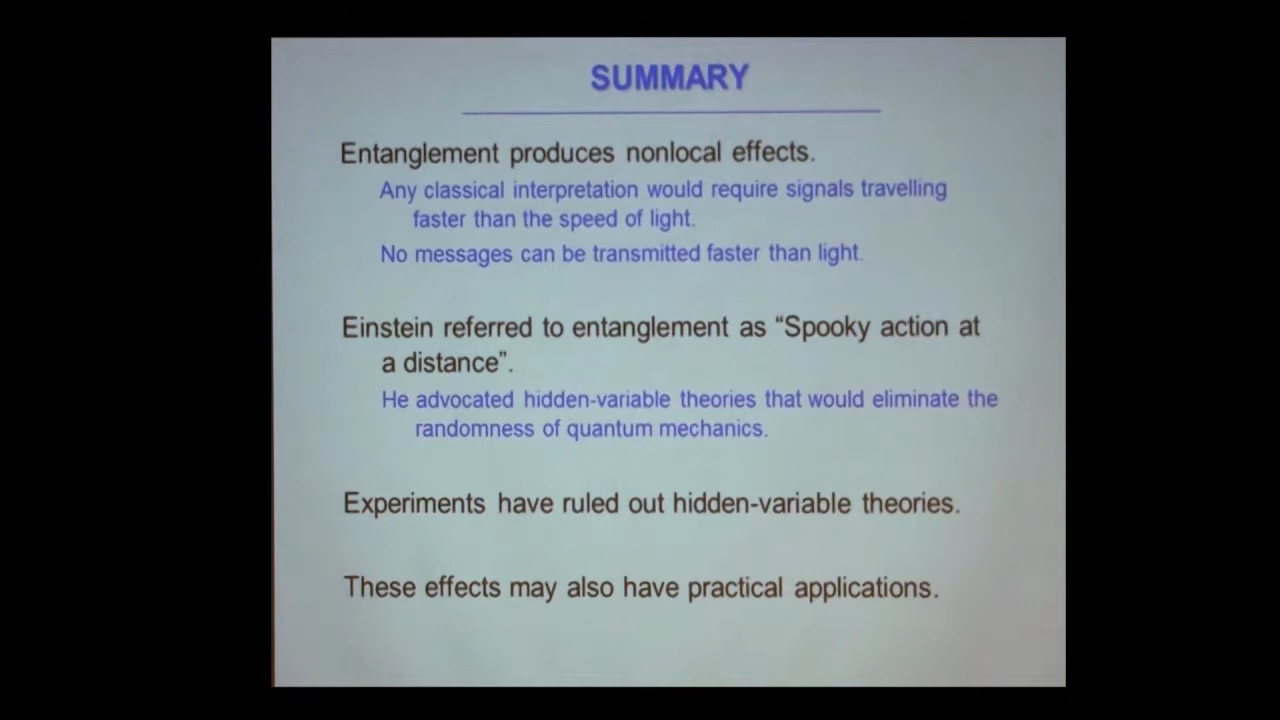 SUMMARY
Entanglement produces nonlocal effects.
Any classical interpretation would require signals travelling
faster than the speed of light.
No messages can be transmitted faster than light.
Einstein referred to entanglement as “Spooky action at
a distance”.
He advocated hidden-variable theories that would eliminate the
randomness of quantum mechanics.
Experiments have ruled out hidden-variable theories.
These effects may also have practical applications.